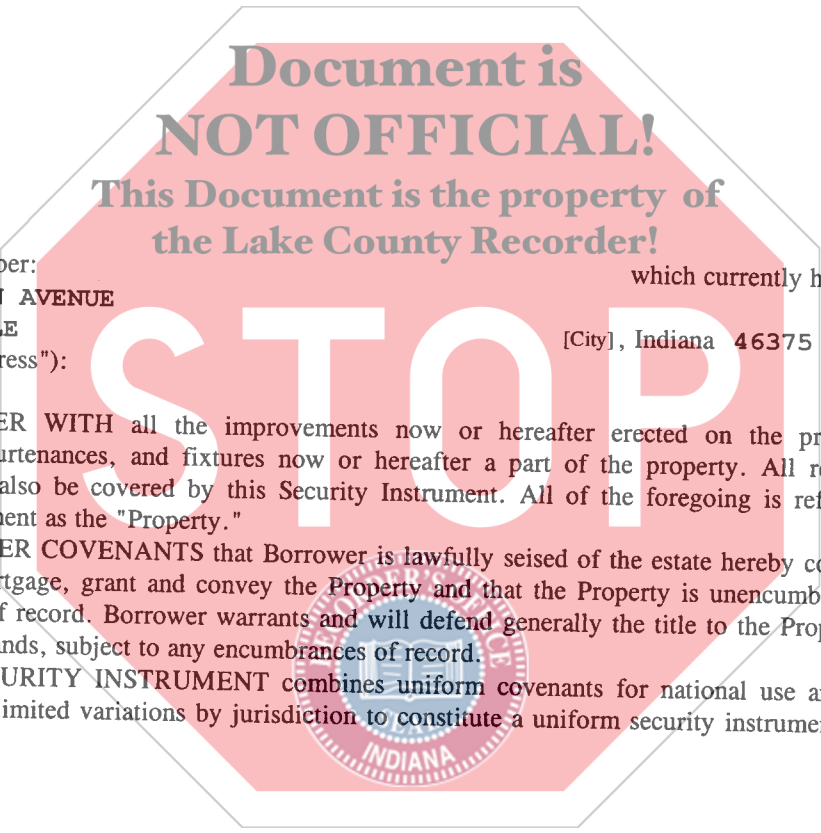 Document is
NOT OFFICIAL!
This Document is the property of
the Lake County Recorder!
ber:
which currently h
AVENUE
LE
[City], Indiana 46375
ress"):
STOP
ER WITH all the improvements now or hereafter erected on the pr
urtenances, and fixtures now or hereafter a part of the property. All r
also be covered by this Security Instrument. All of the foregoing is ref
ent as the "Property."
ER COVENANTS that Borrower is lawfully seised of the estate hereby co
rtgage, grant and convey the Property and that the Property is unencumb
f record. Borrower warrants and will defend generally the title to the Prop
nds, subject to any encumbrances of record.
URITY INSTRUMENT combines uniform covenants for national use a
imited variations by jurisdiction to constitute a uniform security instrume
RECORDER'S OFFICE
INDIANA